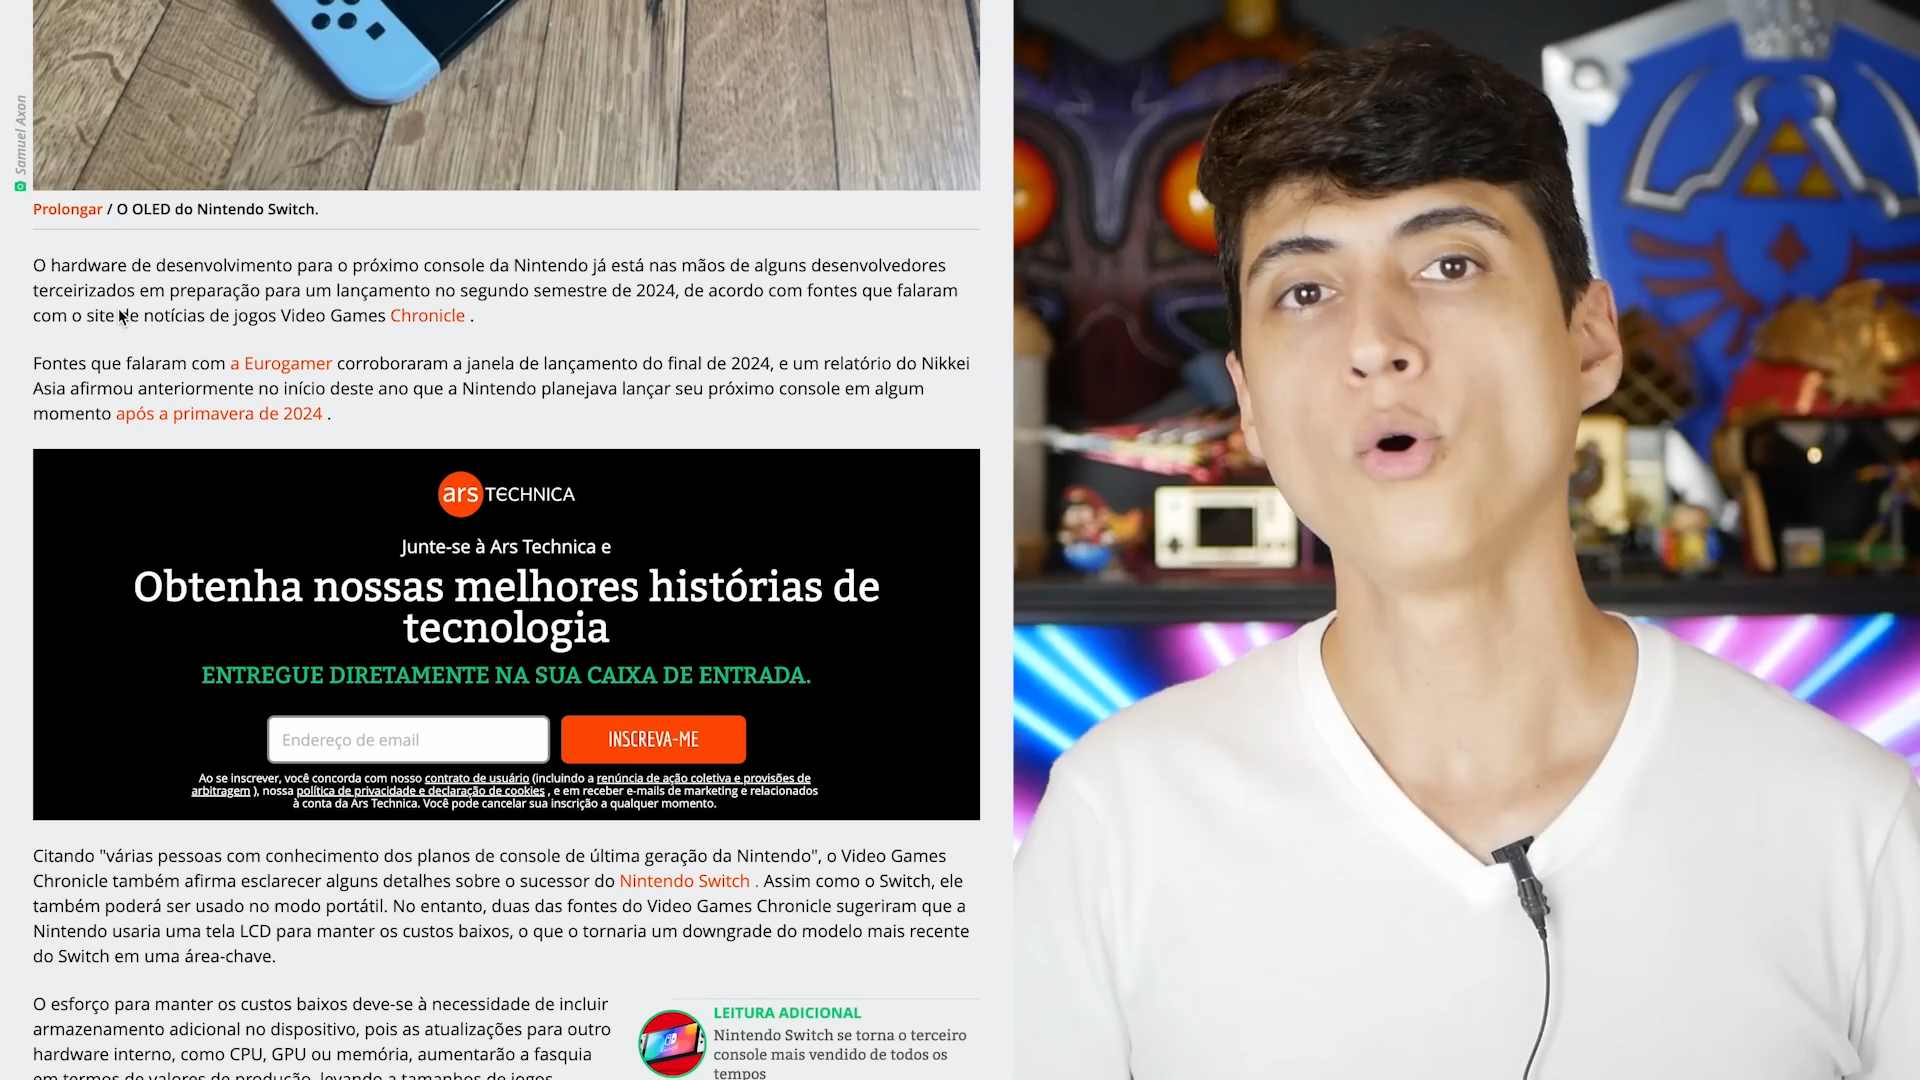 Samuel Axon
Prolongar / O OLED do Nintendo Switch.
O hardware de desenvolvimento para o próximo console da Nintendo já está nas mãos de alguns desenvolvedores
terceirizados em preparação para um lançamento no segundo semestre de 2024, de acordo com fontes que falaram
com o site de notícias de jogos Video Games Chronicle .
Fontes que falaram com a Eurogamer corroboraram a janela de lançamento do final de 2024, e um relatório do Nikkei
Asia afirmou anteriormente no início deste ano que a Nintendo planejava lançar seu próximo console em algum
momento após a primavera de 2024 .
ars TECHNICA
Junte-se à Ars Technica e
Obtenha nossas melhores histórias de
tecnologia
ENTREGUE DIRETAMENTE NA SUA CAIXA DE ENTRADA.
Endereço de email
INSCREVA-ME
Ao se inscrever, você concorda com nosso contrato de usuário (incluindo a renúncia de ação coletiva e provisões de
arbitragem ), nossa política de privacidade e declaração de cookies , e em receber e-mails de marketing e relacionados
à conta da Ars Technica. Você pode cancelar sua inscrição a qualquer momento.
Citando "várias pessoas com conhecimento dos planos de console de última geração da Nintendo", o Video Games
Chronicle também afirma esclarecer alguns detalhes sobre o sucessor do Nintendo Switch . Assim como o Switch, ele
também poderá ser usado no modo portátil. No entanto, duas das fontes do Video Games Chronicle sugeriram que a
Nintendo usaria uma tela LCD para manter os custos baixos, o que o tornaria um downgrade do modelo mais recente
do Switch em uma área-chave.
O esforço para manter os custos baixos deve-se à necessidade de incluir
armazenamento adicional no dispositivo, pois as atualizações para outro
hardware interno, como CPU, GPU ou memória, aumentarão a fasquia
em termos de valores de produção, levando a tamanhos de jogos
LEITURA ADICIONAL
Nintendo Switch se torna o terceiro
console mais vendido de todos os
tempos